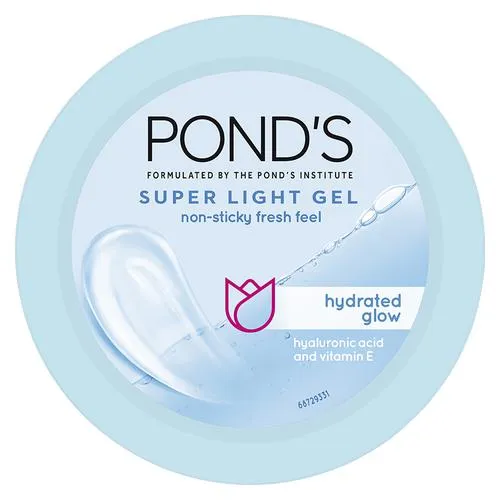 POND'S
FORMULATED BY THE POND'S INSTITUTE
SUPER LIGHT GEL
non-sticky fresh feel
hydrated
glow
hyaluronic acid
and vitamin E
66729331